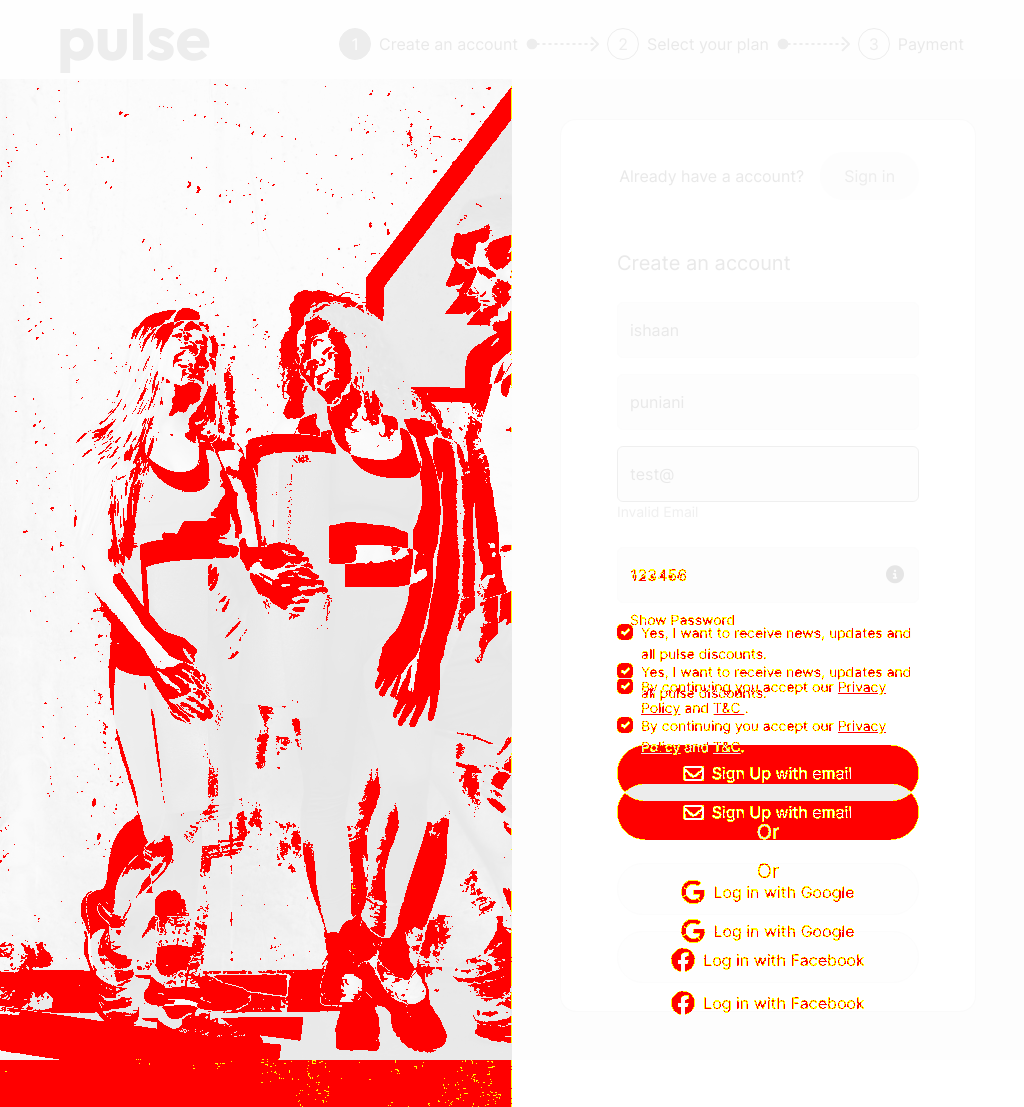 pulse
1 Create an account 2 Select your plan 3 Payment
Already have a account? Sign in
Create an account
ishaan
puniani
test@
Invalid Email
Show Password
Yes, I want to receive news, updates and
all pulse discounts.
Yes, I want to receive news, updates and
all pulse discounts.
By continuing you accept our Privacy
Policy and T&C.
By continuing you accept our Privacy
Policy and T&C.
Sign Up with email
Sign Up with email
Or
Or
Log in with Google
Log in with Google
Log in with Facebook
Log in with Facebook